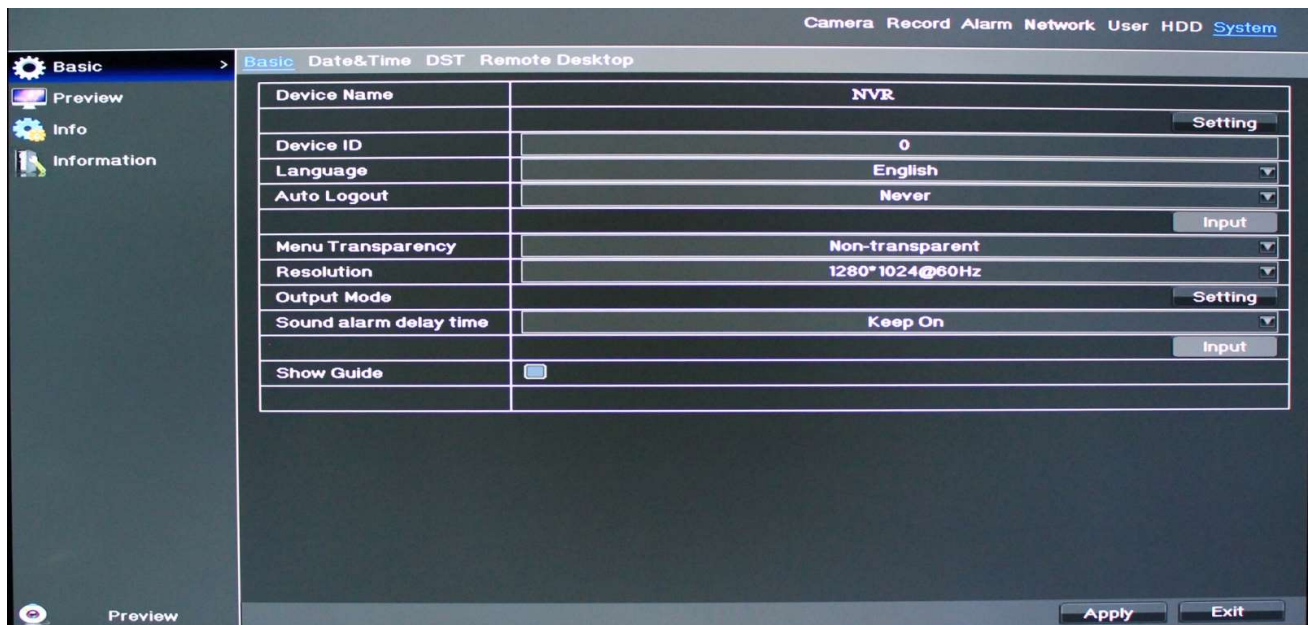 Camera Record Alarm Network User HDD System
Basic >
Preview
Info
Information
Basic Date&Time DST Remote Desktop
Device Name NVR
Setting
Device ID 0
Language English
Auto Logout Never
Input
Menu Transparency Non-transparent
Resolution 1280*1024@60Hz
Output Mode Setting
Sound alarm delay time Keep On
Input
Show Guide
Preview
Apply Exit